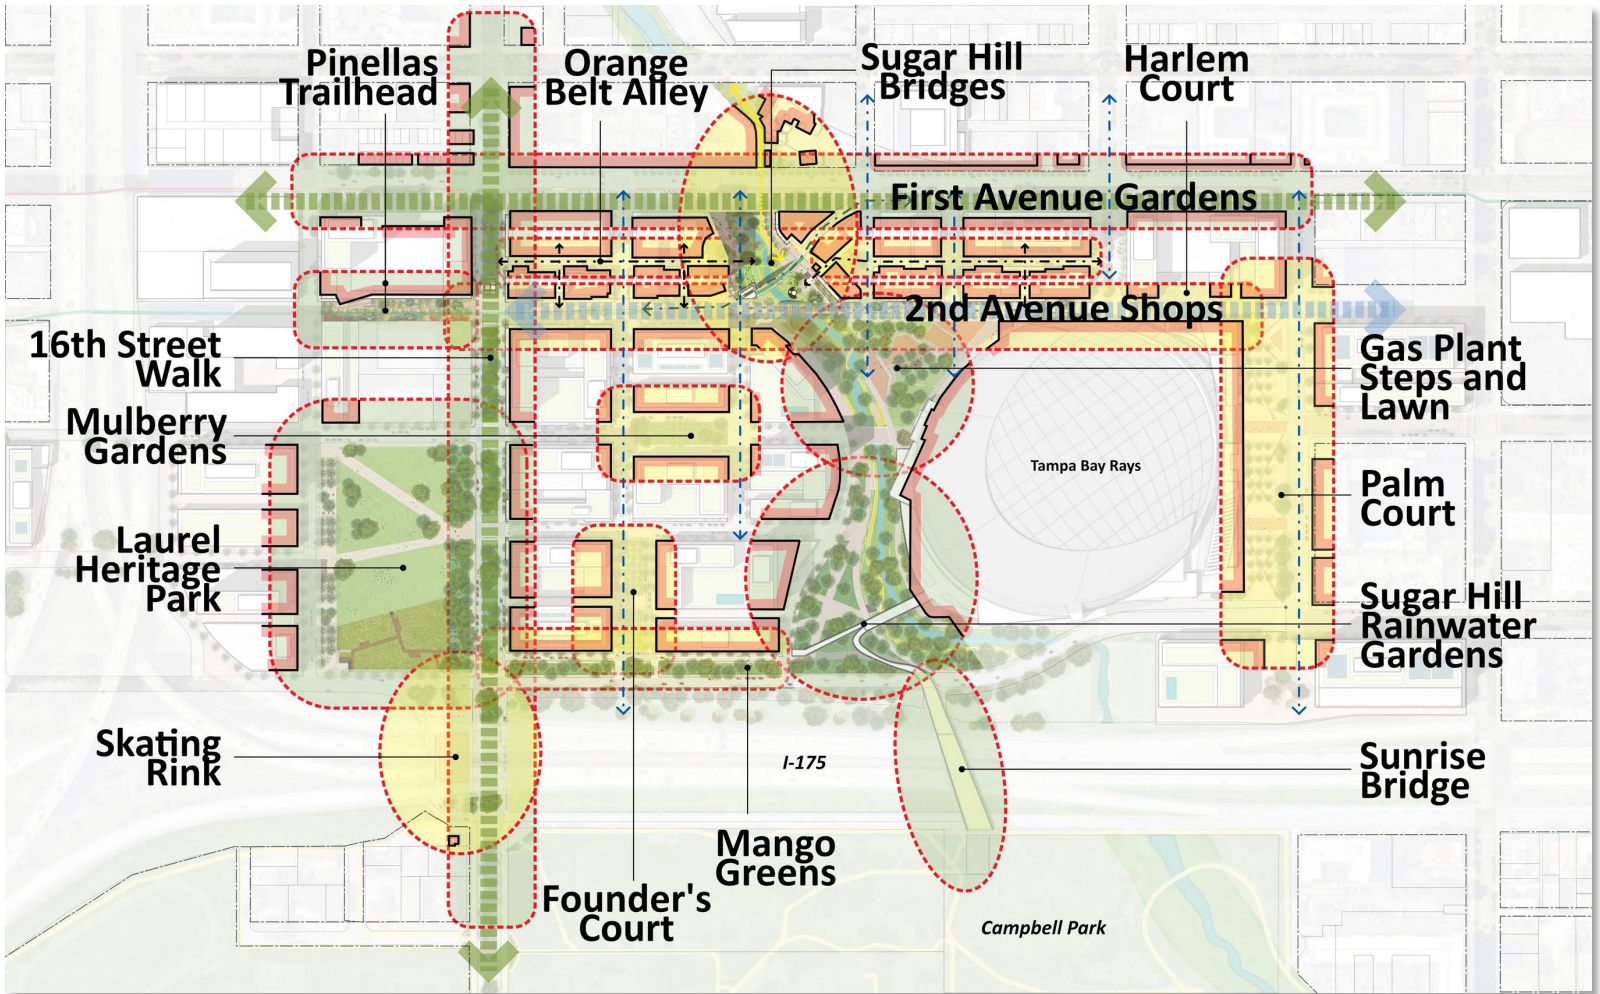 Pinellas
Trailhead
Orange
Belt Alley
Sugar Hill
Bridges
Harlem
Court
First Avenue Gardens
2nd Avenue Shops
16th Street
Walk
Gas Plant
Steps and
Lawn
Mulberry
Gardens
Tampa Bay Rays
Palm
Court
Laurel
Heritage
Park
Sugar Hill
Rainwater
Gardens
Skating
Rink
I-175
Sunrise
Bridge
Mango
Greens
Founder's
Court
Campbell Park